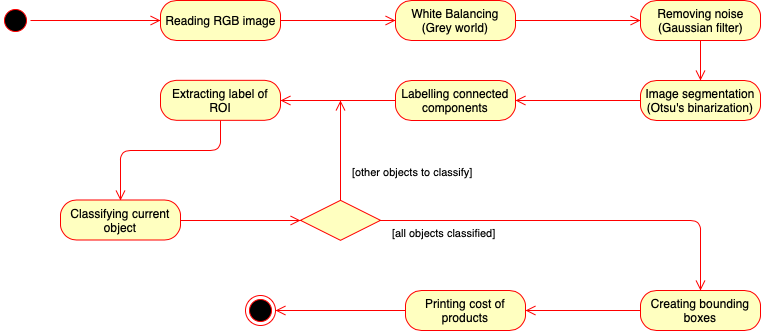 Reading RGB image
White Balancing
(Grey world)
Removing noise
(Gaussian filter)
Image segmentation
(Otsu's binarization)
Labelling connected
components
Extracting label of
ROI
Classifying current
object
[other objects to classify]
[all objects classified]
Creating bounding
boxes
Printing cost of
products